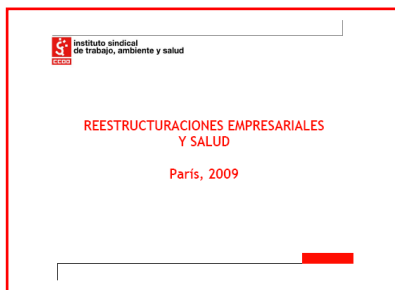 instituto sindical
de trabajo, ambiente y salud
CCOO
REESTRUCTURACIONES EMPRESARIALES
Y SALUD
París, 2009